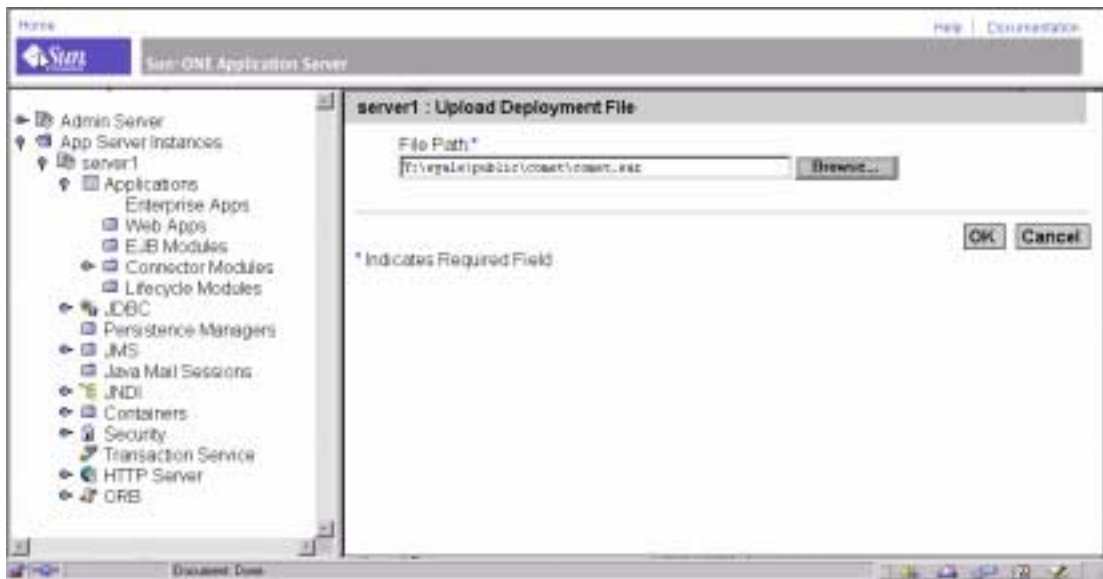 Home
Help | Documentation
Sun
Sun ONE Application Server
Admin Server
App Server Instances
server1
Applications
Enterprise Apps
Web Apps
EJB Modules
Connector Modules
Lifecycle Modules
JDBC
Persistence Managers
JMS
Java Mail Sessions
JNDI
Containers
Security
Transaction Service
HTTP Server
ORB
server1 : Upload Deployment File
File Path:*
Browse...
OK Cancel
* Indicates Required Field
Document: Done